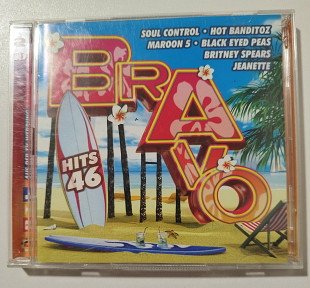 SOUL CONTROL • HOT BANDITOZ
MAROON 5 • BLACK EYED PEAS
BRITNEY SPEARS
JEANETTE
BRAVO
HITS
46